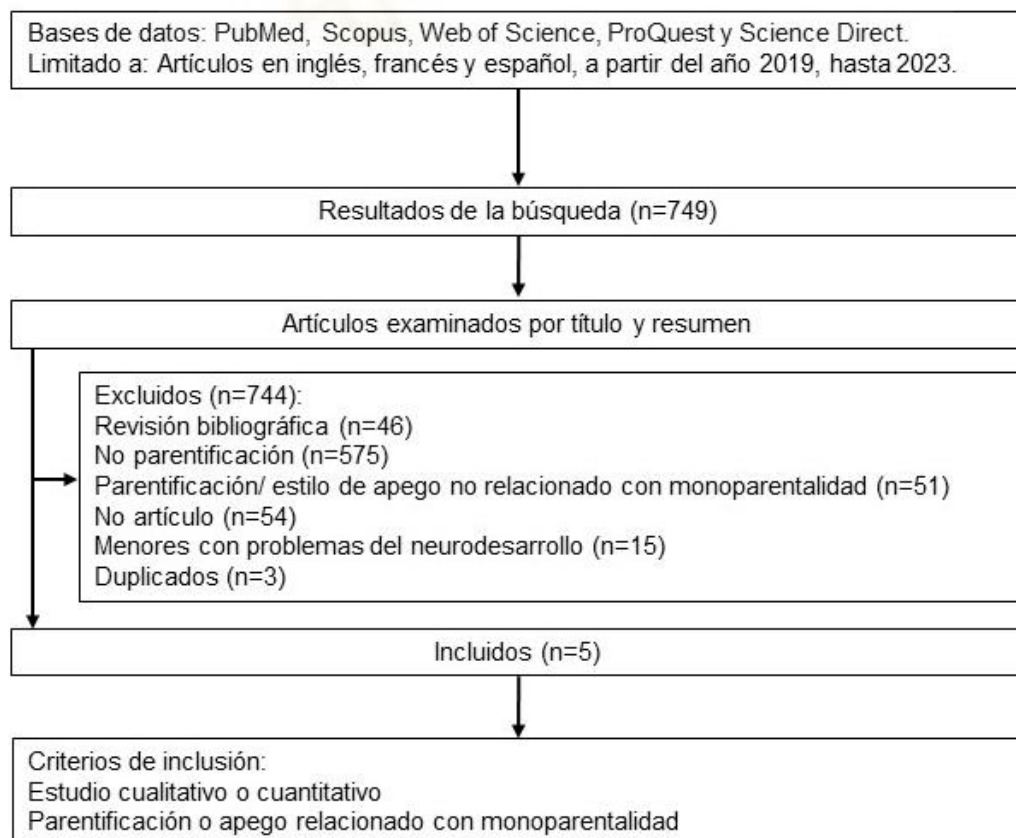 Bases de datos: PubMed, Scopus, Web of Science, ProQuest y Science Direct.
Limitado a: Artículos en inglés, francés y español, a partir del año 2019, hasta 2023.
Resultados de la búsqueda (n=749)
Artículos examinados por título y resumen
Excluidos (n=744):
Revisión bibliográfica (n=46)
No parentificación (n=575)
Parentificación/ estilo de apego no relacionado con monoparentalidad (n=51)
No artículo (n=54)
Menores con problemas del neurodesarrollo (n=15)
Duplicados (n=3)
Incluidos (n=5)
Criterios de inclusión:
Estudio cualitativo o cuantitativo
Parentificación o apego relacionado con monoparentalidad